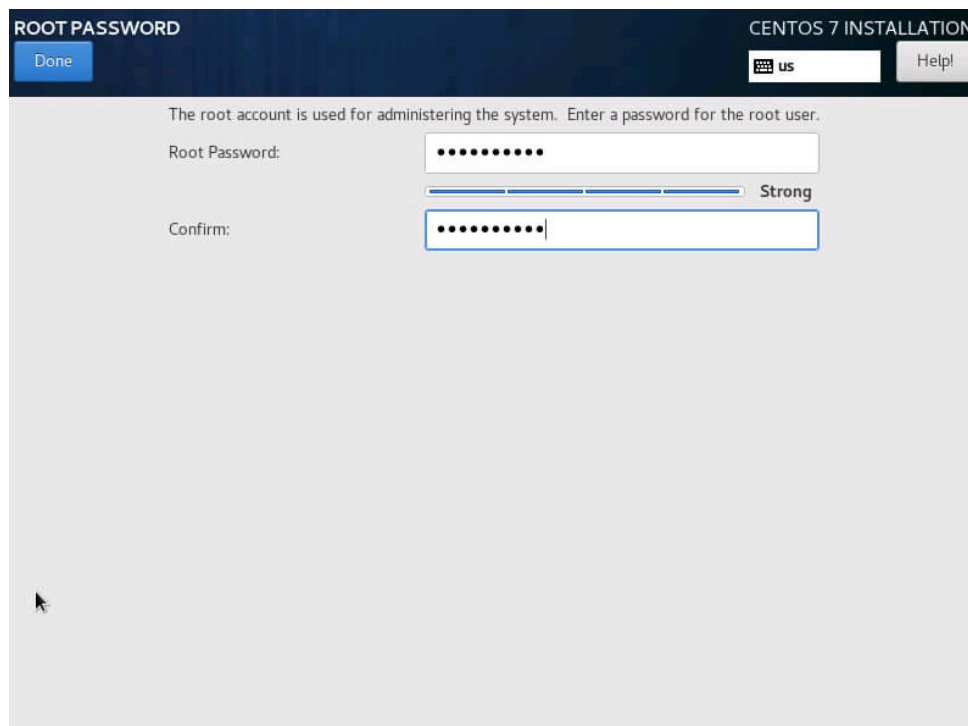 ROOT PASSWORD
CENTOS 7 INSTALLATION
Done
us
Help!
The root account is used for administering the system. Enter a password for the root user.
Root Password:
●●●●●●●●●●
Strong
Confirm:
●●●●●●●●●●